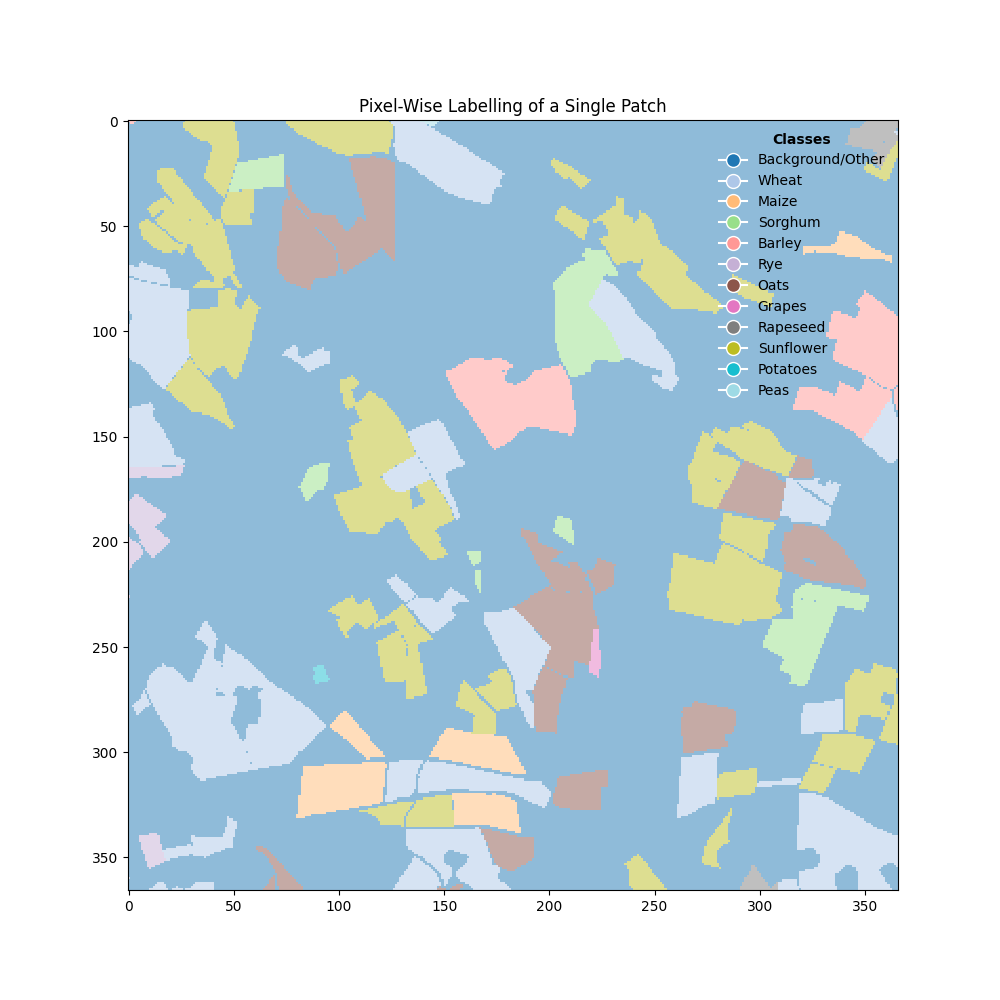 Pixel-Wise Labelling of a Single Patch
0
50
100
150
200
250
300
350
Classes
Background/Other
Wheat
Maize
Sorghum
Barley
Rye
Oats
Grapes
Rapeseed
Sunflower
Potatoes
Peas
0 50 100 150 200 250 300 350